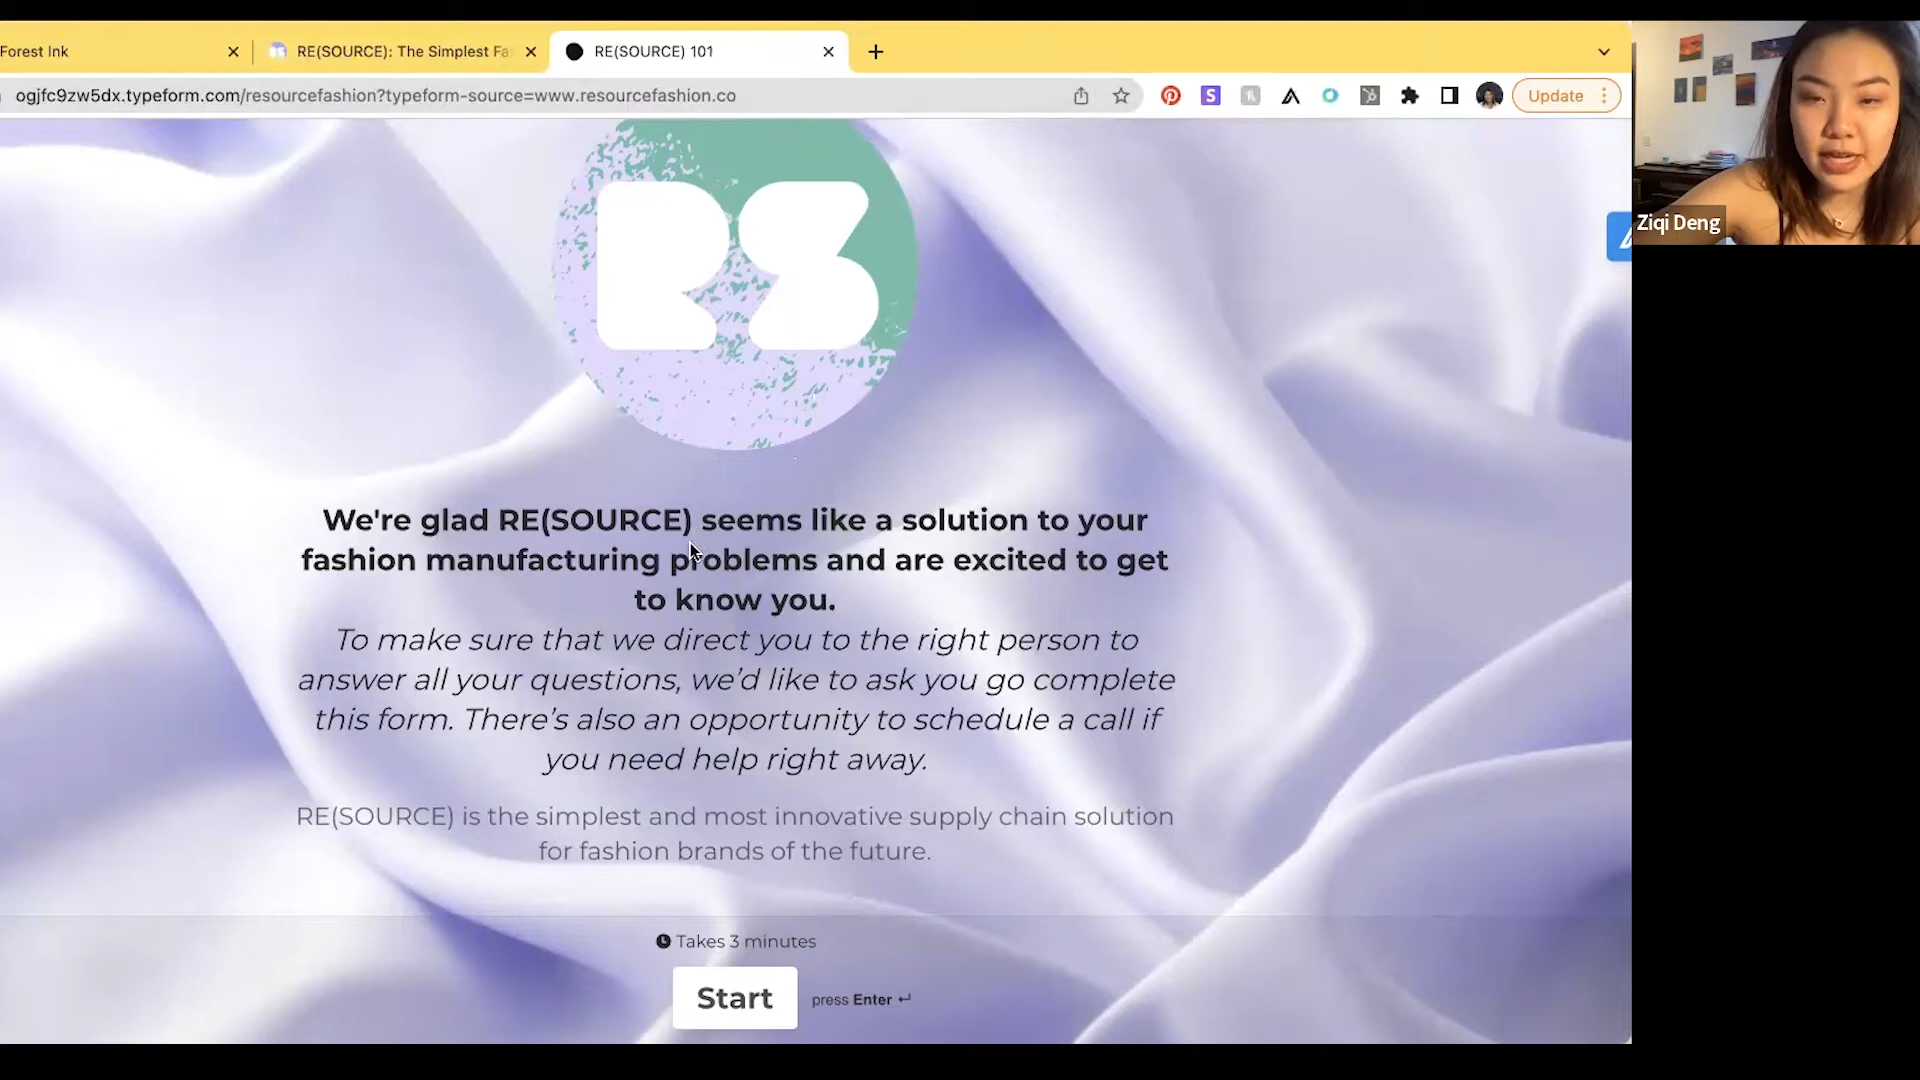 Forest Ink
RE(SOURCE): The Simplest Fa
RE(SOURCE) 101
ogjfc9zw5dx.typeform.com/resourcefashion?typeform-source=www.resourcefashion.co
Update
Ziqi Deng
RS
We're glad RE(SOURCE) seems like a solution to your
fashion manufacturing problems and are excited to get
to know you.
To make sure that we direct you to the right person to
answer all your questions, we'd like to ask you go complete
this form. There's also an opportunity to schedule a call if
you need help right away.
RE(SOURCE) is the simplest and most innovative supply chain solution
for fashion brands of the future.
Takes 3 minutes
Start
press Enter ↵